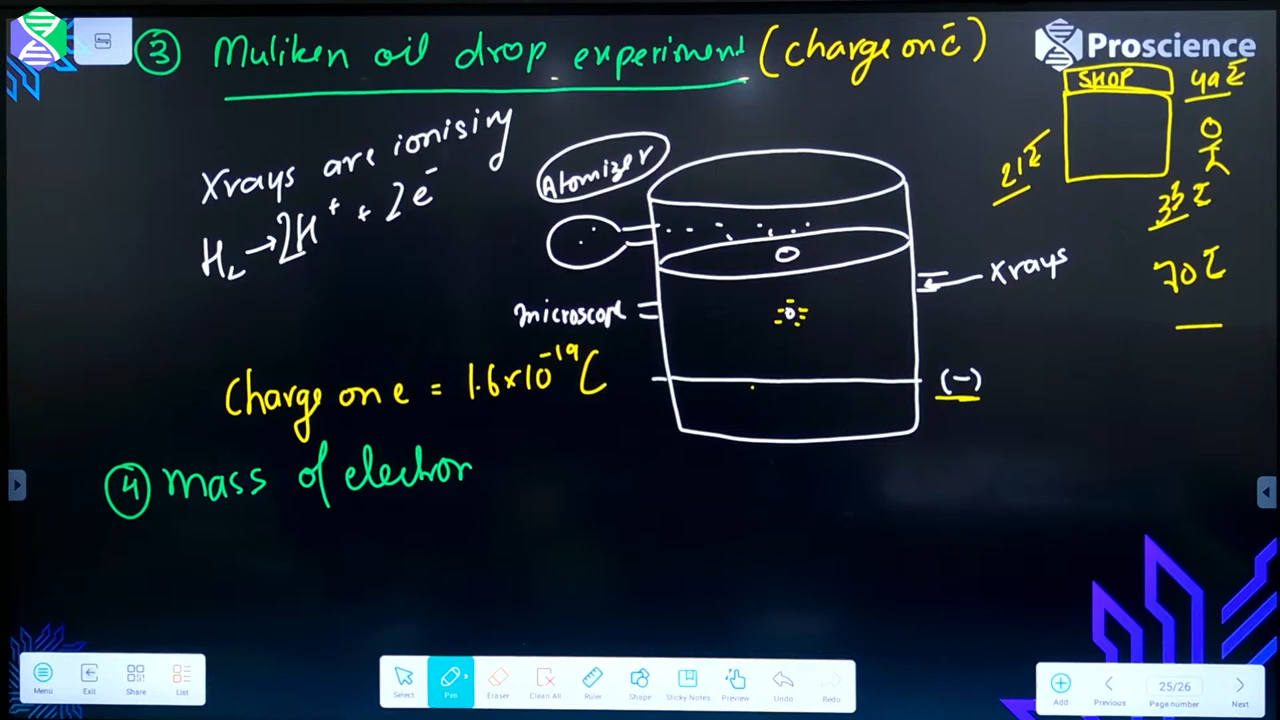 ③ Muliken oil drop experiment (charge on ē)
Proscience
SHOP
49 ₹
21 ₹
33 ₹
70 ₹
Xrays are ionising
H₂ → 2H⁺ + 2e⁻
Atomizer
Xrays
microscope
Charge on e = 1.6×10⁻¹⁹C
(-)
④ mass of electron
Menu
Exit
Share
List
Select
Pen
Eraser
Clean All
Ruler
Shape
Sticky Notes
Preview
Undo
Redo
Add
Previous
25/26
Page number
Next